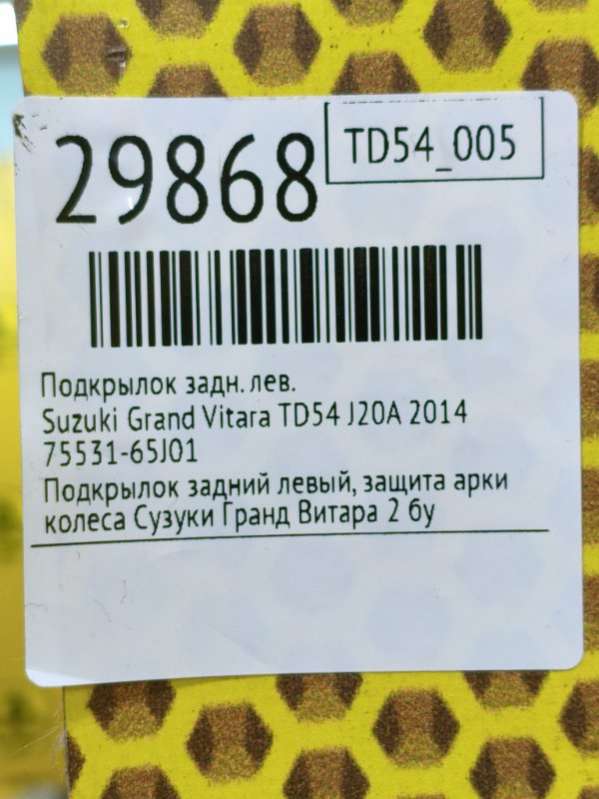 29868
TD54_005
Подкрылок задн. лев.
Suzuki Grand Vitara TD54 J20A 2014
75531-65J01
Подкрылок задний левый, защита арки
колеса Сузуки Гранд Витара 2 бу